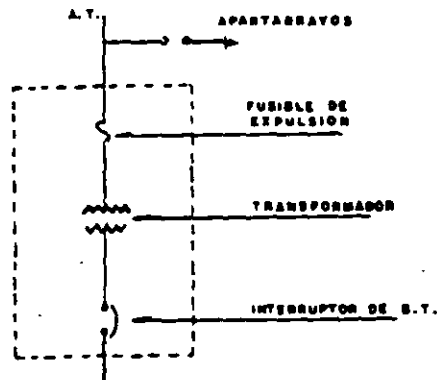 A.T.
APARTARRAYOS
FUSIBLE DE
EXPULSION
TRANSFORMADOR
INTERRUPTOR DE B.T.